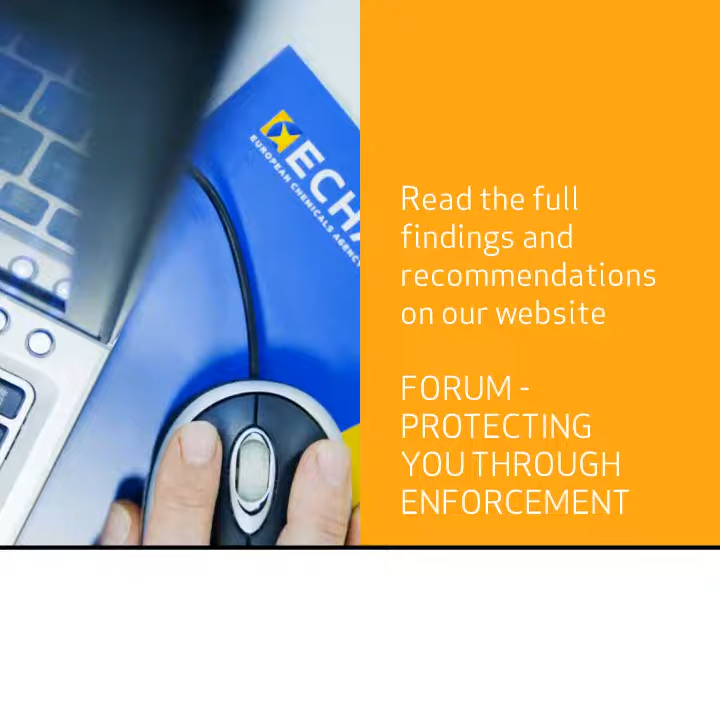 ECHA
EUROPEAN CHEMICALS AGENCY
Read the full
findings and
recommendations
on our website
FORUM -
PROTECTING
YOU THROUGH
ENFORCEMENT